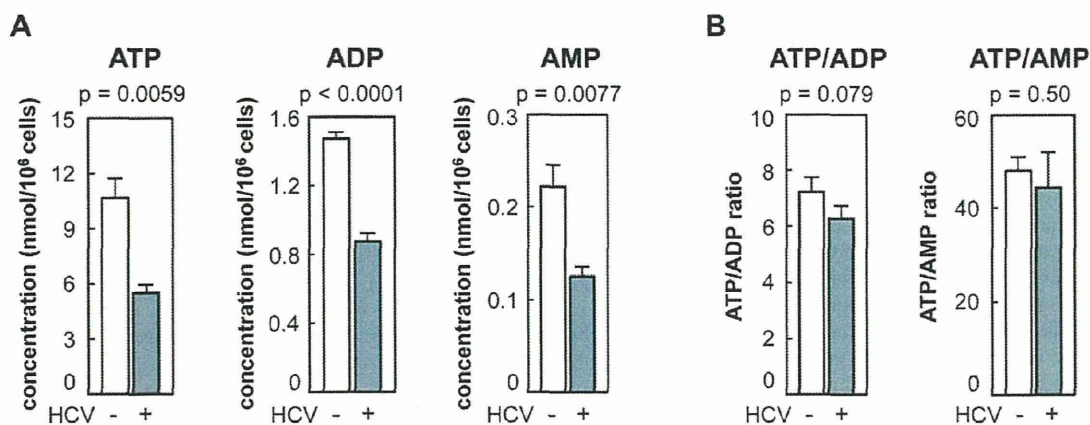 A
B
ATP
ADP
AMP
ATP/ADP
ATP/AMP
p = 0.0059
p < 0.0001
p = 0.0077
p = 0.079
p = 0.50
concentration (nmol/10⁶ cells)
15
12
9
6
3
0
HCV - +
concentration (nmol/10⁶ cells)
1.6
1.2
0.8
0.4
0
HCV - +
concentration (nmol/10⁶ cells)
0.3
0.2
0.1
0
HCV - +
ATP/ADP ratio
10
8
6
4
2
0
HCV - +
ATP/AMP ratio
60
40
20
0
HCV - +